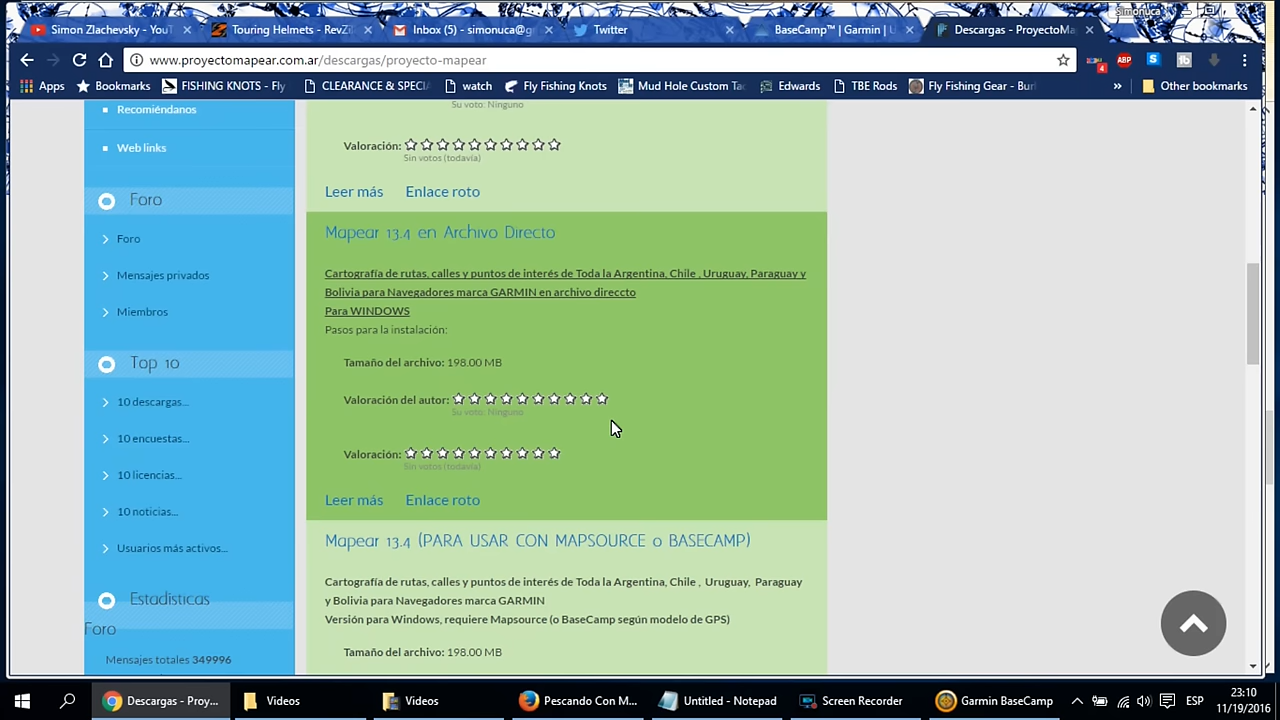 Simonuca
Simon Zlachevsky - YouT
Touring Helmets - RevZil
Inbox (5) - simonuca@g
Twitter
BaseCamp™ | Garmin | U
Descargas - ProyectoMa
www.proyectomapear.com.ar/descargas/proyecto-mapear
4
ABP
Apps
Bookmarks
FISHING KNOTS - Fly
CLEARANCE & SPECIA
watch
Fly Fishing Knots
Mud Hole Custom Tac
Edwards
TBE Rods
Fly Fishing Gear - Burk
»
Other bookmarks
Recomiéndanos
Web links
Foro
Foro
Mensajes privados
Miembros
Top 10
10 descargas...
10 encuestas...
10 licencias...
10 noticias...
Usuarios más activos...
Estadísticas
Foro
Mensajes totales 349996
Su voto: Ninguno
Valoración:
Sin votos (todavía)
Leer más Enlace roto
Mapear 13.4 en Archivo Directo
Cartografía de rutas, calles y puntos de interés de Toda la Argentina, Chile , Uruguay, Paraguay y
Bolivia para Navegadores marca GARMIN en archivo direccto
Para WINDOWS
Pasos para la instalación:
Tamaño del archivo: 198.00 MB
Valoración del autor:
Su voto: Ninguno
Valoración:
Sin votos (todavía)
Leer más Enlace roto
Mapear 13.4 (PARA USAR CON MAPSOURCE o BASECAMP)
Cartografía de rutas, calles y puntos de interés de Toda la Argentina, Chile , Uruguay, Paraguay
y Bolivia para Navegadores marca GARMIN
Versión para Windows, requiere Mapsource (o BaseCamp según modelo de GPS)
Tamaño del archivo: 198.00 MB
Descargas - Proy...
Videos
Videos
Pescando Con M...
Untitled - Notepad
Screen Recorder
Garmin BaseCamp
ESP
23:10
11/19/2016